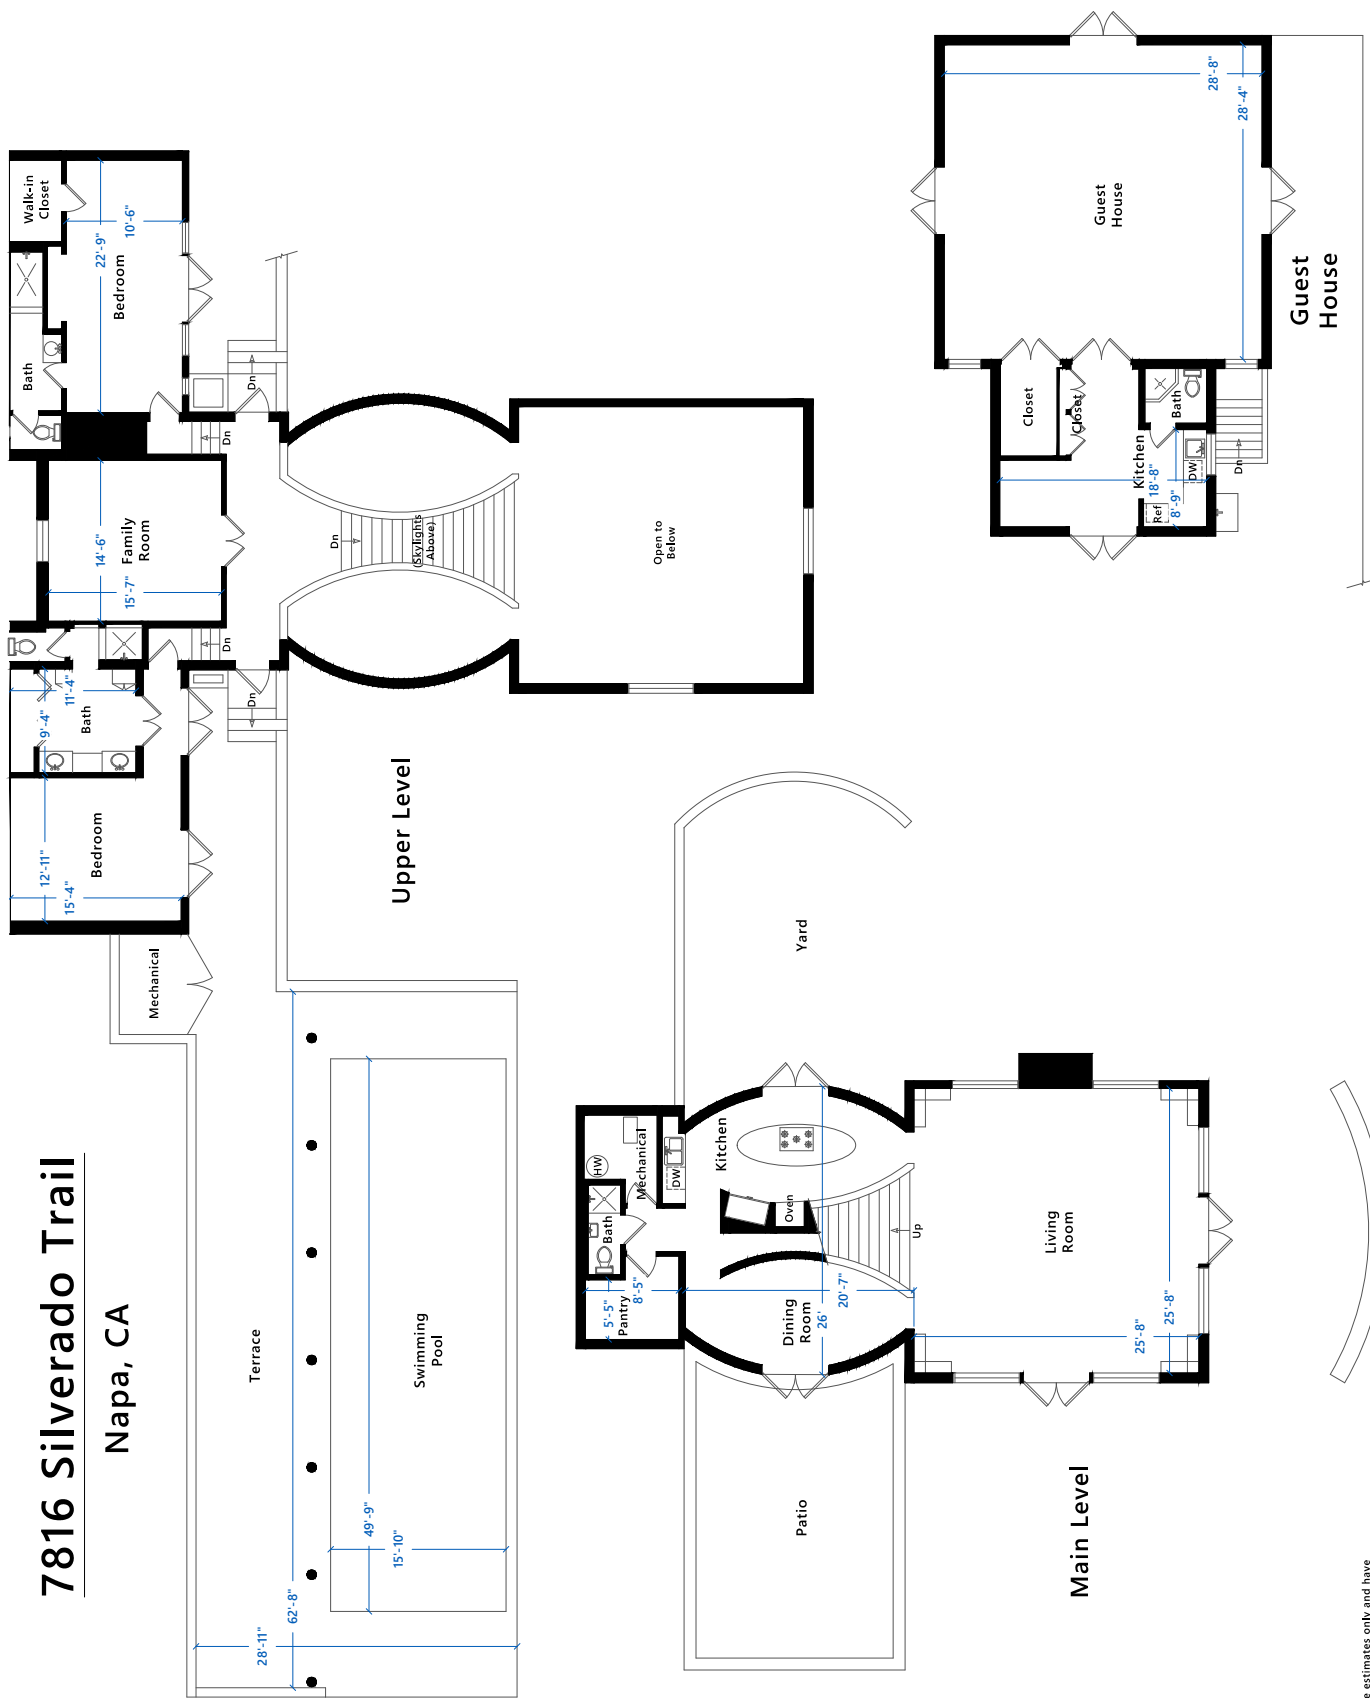 7816 Silverado Trail
Napa, CA
Mechanical
Terrace
62'-8"
28'-11"
Swimming
Pool
49'-9"
15'-10"
Bedroom
12'-11"
15'-4"
Bath
9'-4"
11'-4"
Family
Room
14'-6"
15'-7"
Dn
Dn
Dn
Dn
Dn
Bath
Bedroom
22'-9"
10'-6"
Walk-in
Closet
(Skylights
Above)
Open to
Below
Upper Level
Patio
Pantry
5'-5"
8'-5"
Bath
HW
Mechanical
DW
Kitchen
Oven
Up
Dining
Room
26'
20'-7"
Living
Room
25'-8"
25'-8"
Yard
Main Level
Kitchen
18'-8"
8'-9"
Ref
DW
Dn
Bath
Closet
Closet
Guest
House
28'-8"
28'-4"
Guest
House
e estimates only and have